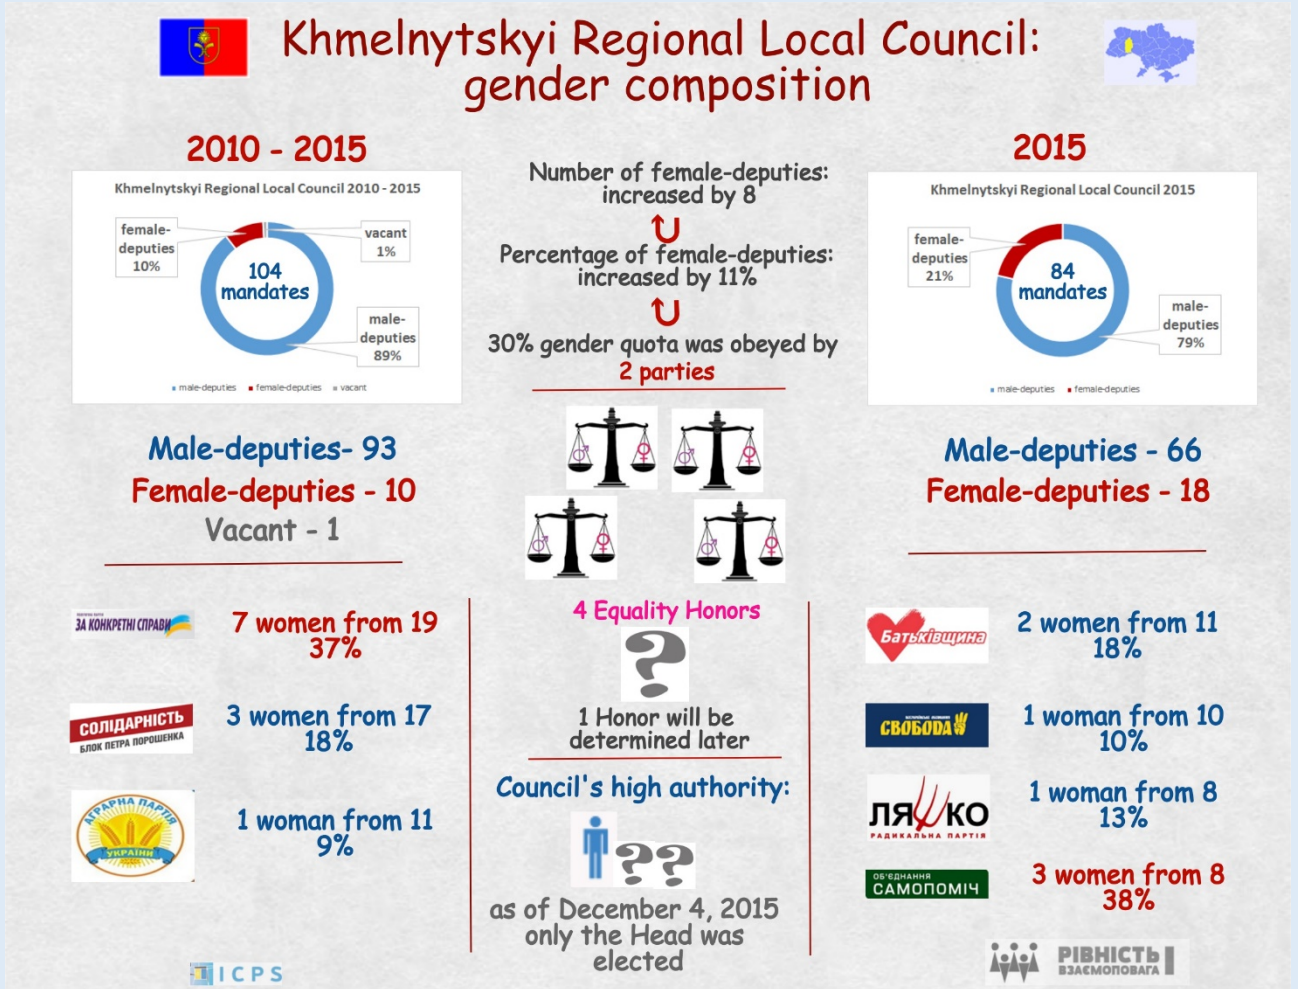 Khmelnytskyi Regional Local Council:
gender composition
2010 - 2015
Khmelnytskyi Regional Local Council 2010 - 2015
female-
deputies
10%
vacant
1%
104
mandates
male-
deputies
89%
male-deputies
female-deputies
vacant
Male-deputies- 93
Female-deputies - 10
Vacant - 1
Number of female-deputies:
increased by 8
Percentage of female-deputies:
increased by 11%
30% gender quota was obeyed by
2 parties
2015
Khmelnytskyi Regional Local Council 2015
female-
deputies
21%
84
mandates
male-
deputies
79%
male-deputies
female-deputies
Male-deputies - 66
Female-deputies - 18
ЗА КОНКРЕТНІ СПРАВИ
7 women from 19
37%
СОЛІДАРНІСТЬ
БЛОК ПЕТРА ПОРОШЕНКА
3 women from 17
18%
АГРАРНА ПАРТІЯ
УКРАЇНИ
1 woman from 11
9%
4 Equality Honors
?
1 Honor will be
determined later
Council's high authority:
??
as of December 4, 2015
only the Head was
elected
Батьківщина
2 women from 11
18%
СВОБОДА
1 woman from 10
10%
ЛЯШКО
РАДИКАЛЬНА ПАРТІЯ
1 woman from 8
13%
ОБ'ЄДНАННЯ
САМОПОМІЧ
3 women from 8
38%
ICPS
РІВНІСТЬ
ВЗАЄМОПОВАГА